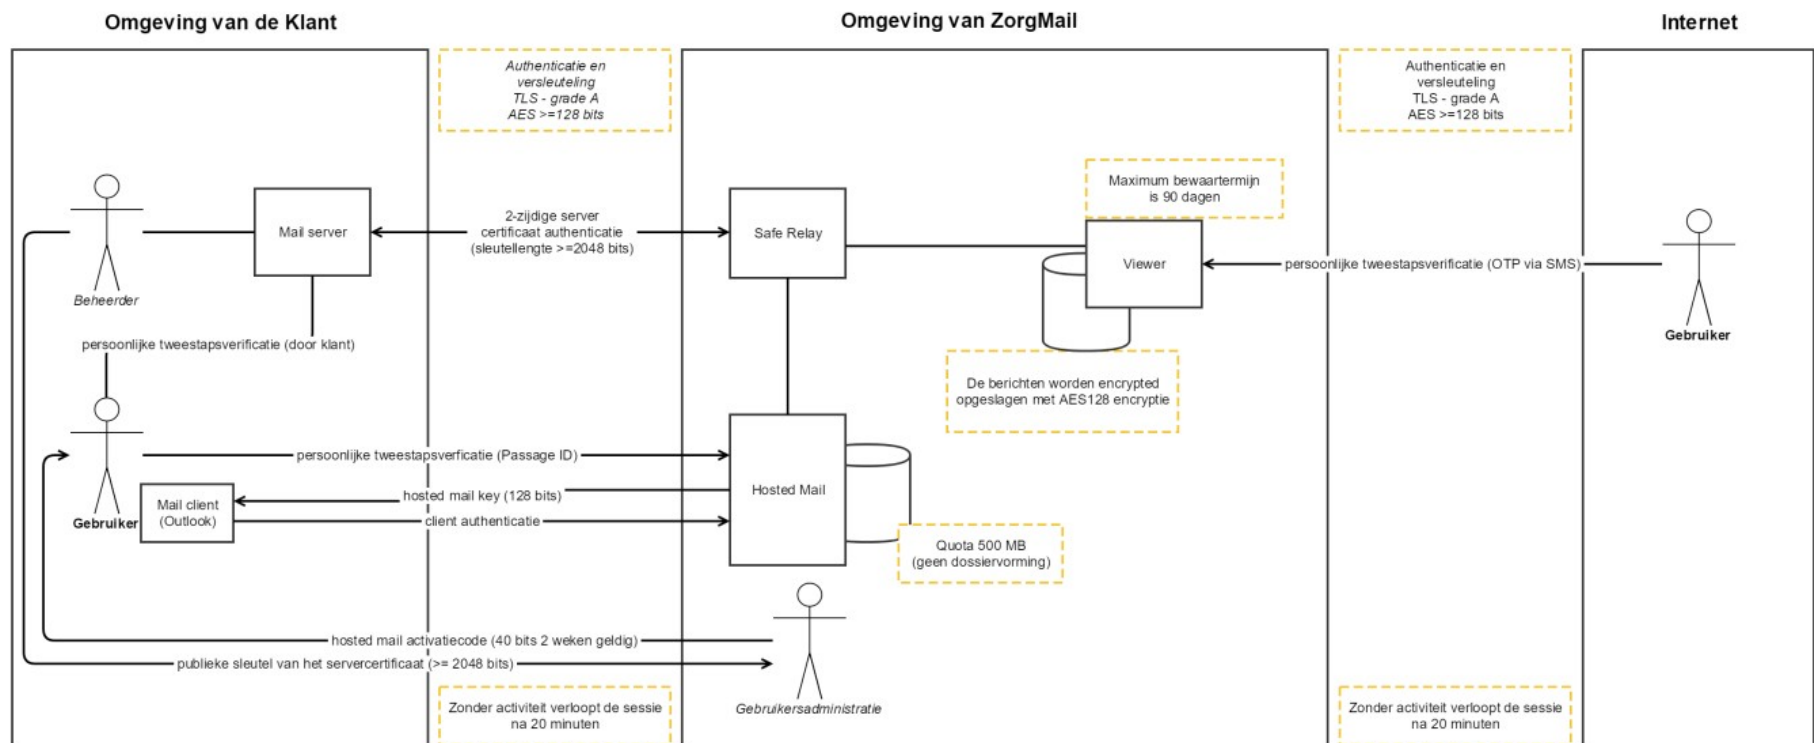 Omgeving van de Klant
Omgeving van ZorgMail
Internet
Authenticatie en
versleuteling
TLS - grade A
AES >=128 bits
Authenticatie en
versleuteling
TLS - grade A
AES >=128 bits
Maximum bewaartermijn
is 90 dagen
Mail server
2-zijdige server
certificaat authenticatie
(sleutellengte >=2048 bits)
Safe Relay
Viewer
persoonlijke tweestapsverificatie (OTP via SMS)
Beheerder
Gebruiker
persoonlijke tweestapsverificatie (door klant)
De berichten worden encrypted
opgeslagen met AES128 encryptie
persoonlijke tweestapsverficatie (Passage ID)
hosted mail key (128 bits)
Hosted Mail
Mail client
(Outlook)
Gebruiker
client authenticatie
Quota 500 MB
(geen dossiervorming)
hosted mail activatiecode (40 bits 2 weken geldig)
publieke sleutel van het servercertificaat (>= 2048 bits)
Gebruikersadministratie
Zonder activiteit verloopt de sessie
na 20 minuten
Zonder activiteit verloopt de sessie
na 20 minuten